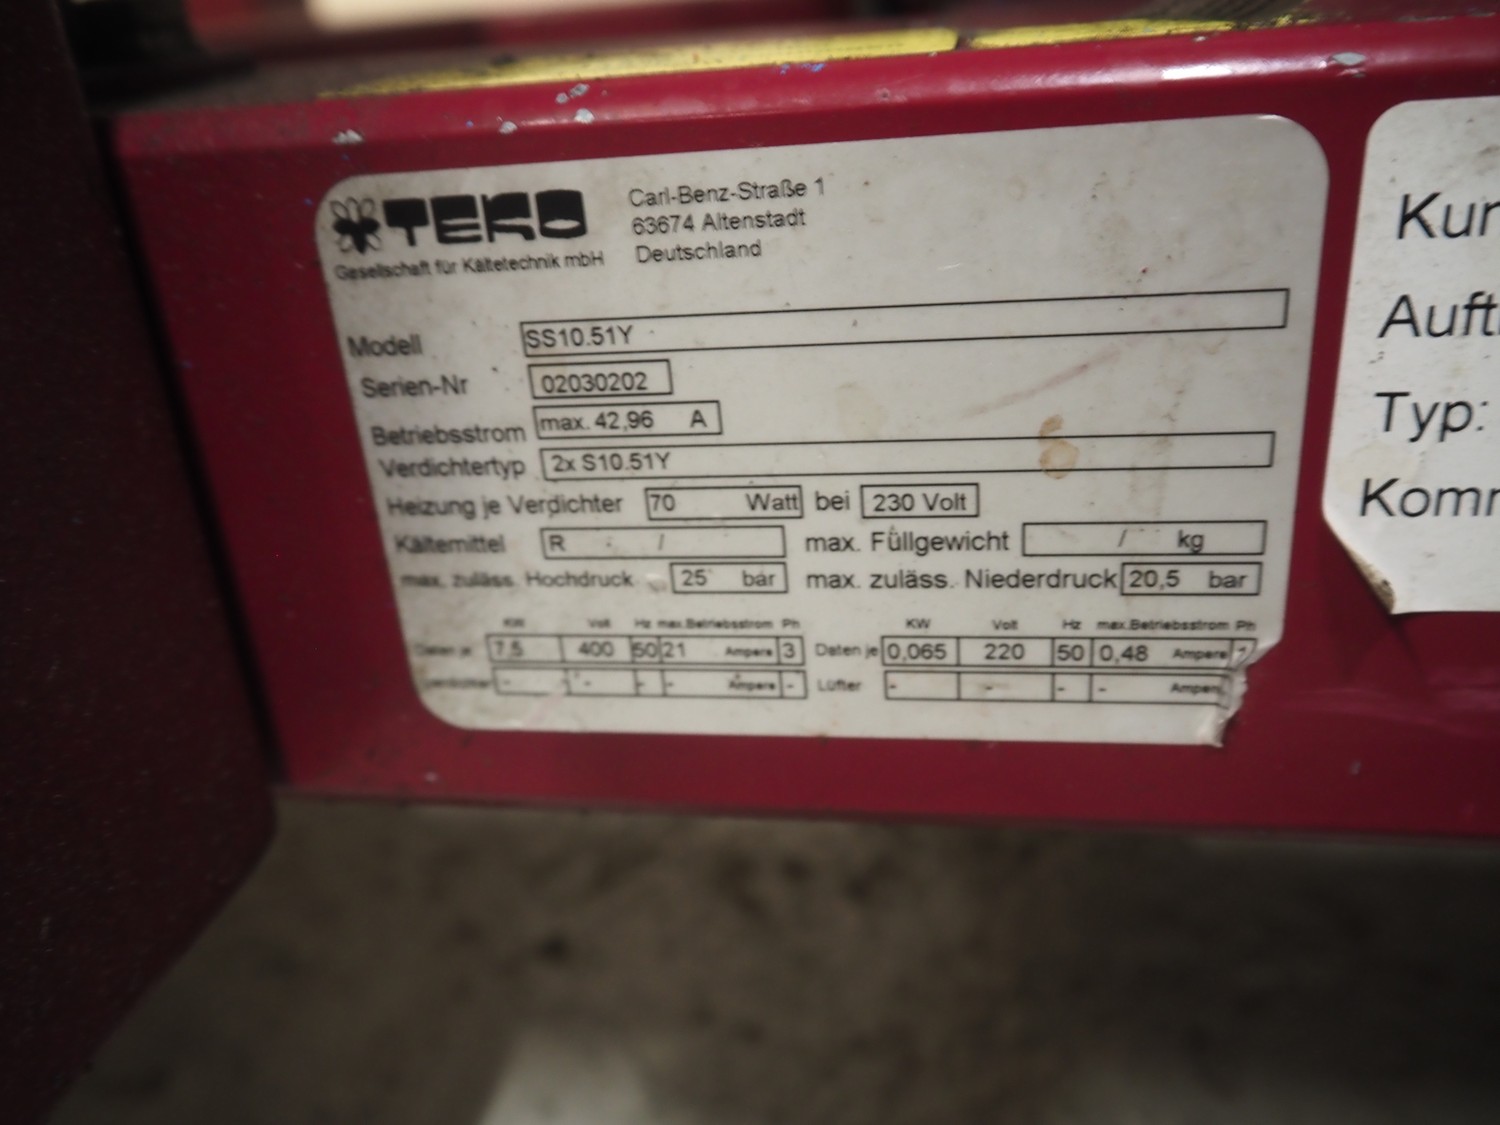 TEKO
Gesellschaft für Kältetechnik mbH
Carl-Benz-Straße 1
63674 Altenstadt
Deutschland
Modell SS10.51Y
Serien-Nr 02030202
Betriebsstrom max. 42,96 A
Verdichtertyp 2x S10.51Y
Heizung je Verdichter 70 Watt bei 230 Volt
Kältemittel R / max. Füllgewicht / kg
max. zuläss. Hochdruck 25 bar max. zuläss. Niederdruck 20,5 bar
KW Volt Hz max.Betriebsstrom Ph KW Volt Hz max.Betriebsstrom Ph
Daten je 7,5 400 50 21 Ampere 3 Daten je 0,065 220 50 0,48 Ampere
Verdichter - - - - Ampere - Lüfter - - - - Ampere
Kun
Auft
Typ:
Komm